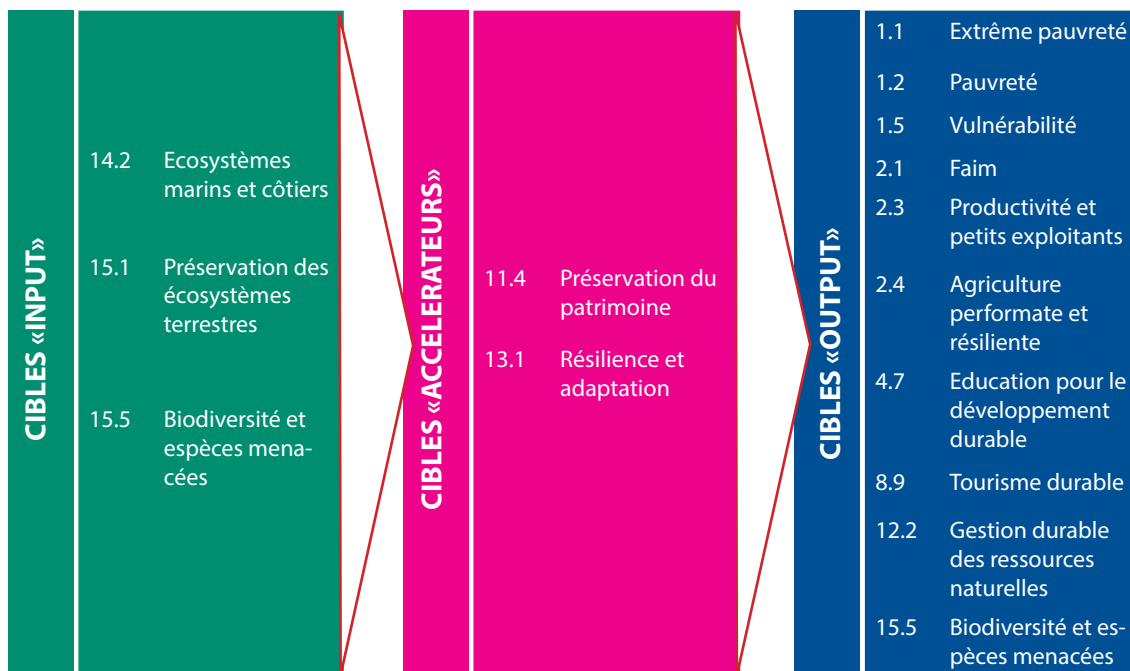 CIBLES «INPUT»
14.2 Ecosystèmes
marins et côtiers
15.1 Préservation des
écosystèmes
terrestres
15.5 Biodiversité et
espèces mena-
cées
CIBLES «ACCELERATEURS»
11.4 Préservation du
patrimoine
13.1 Résilience et
adaptation
CIBLES «OUTPUT»
1.1 Extrême pauvreté
1.2 Pauvreté
1.5 Vulnérabilité
2.1 Faim
2.3 Productivité et
petits exploitants
2.4 Agriculture
performate et
résiliente
4.7 Education pour le
développement
durable
8.9 Tourisme durable
12.2 Gestion durable
des ressources
naturelles
15.5 Biodiversité et es-
pèces menacées